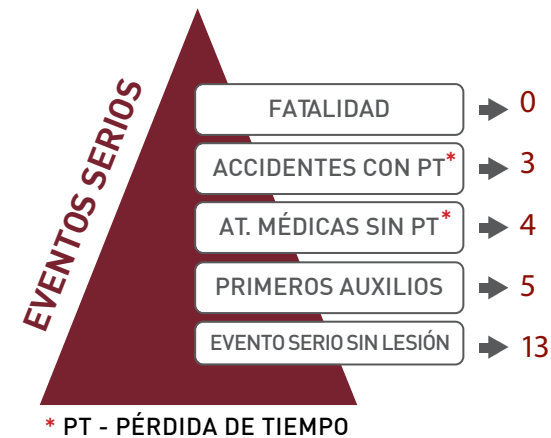 EVENTOS SERIOS
FATALIDAD 0
ACCIDENTES CON PT* 3
AT. MÉDICAS SIN PT* 4
PRIMEROS AUXILIOS 5
EVENTO SERIO SIN LESIÓN 13
* PT - PÉRDIDA DE TIEMPO